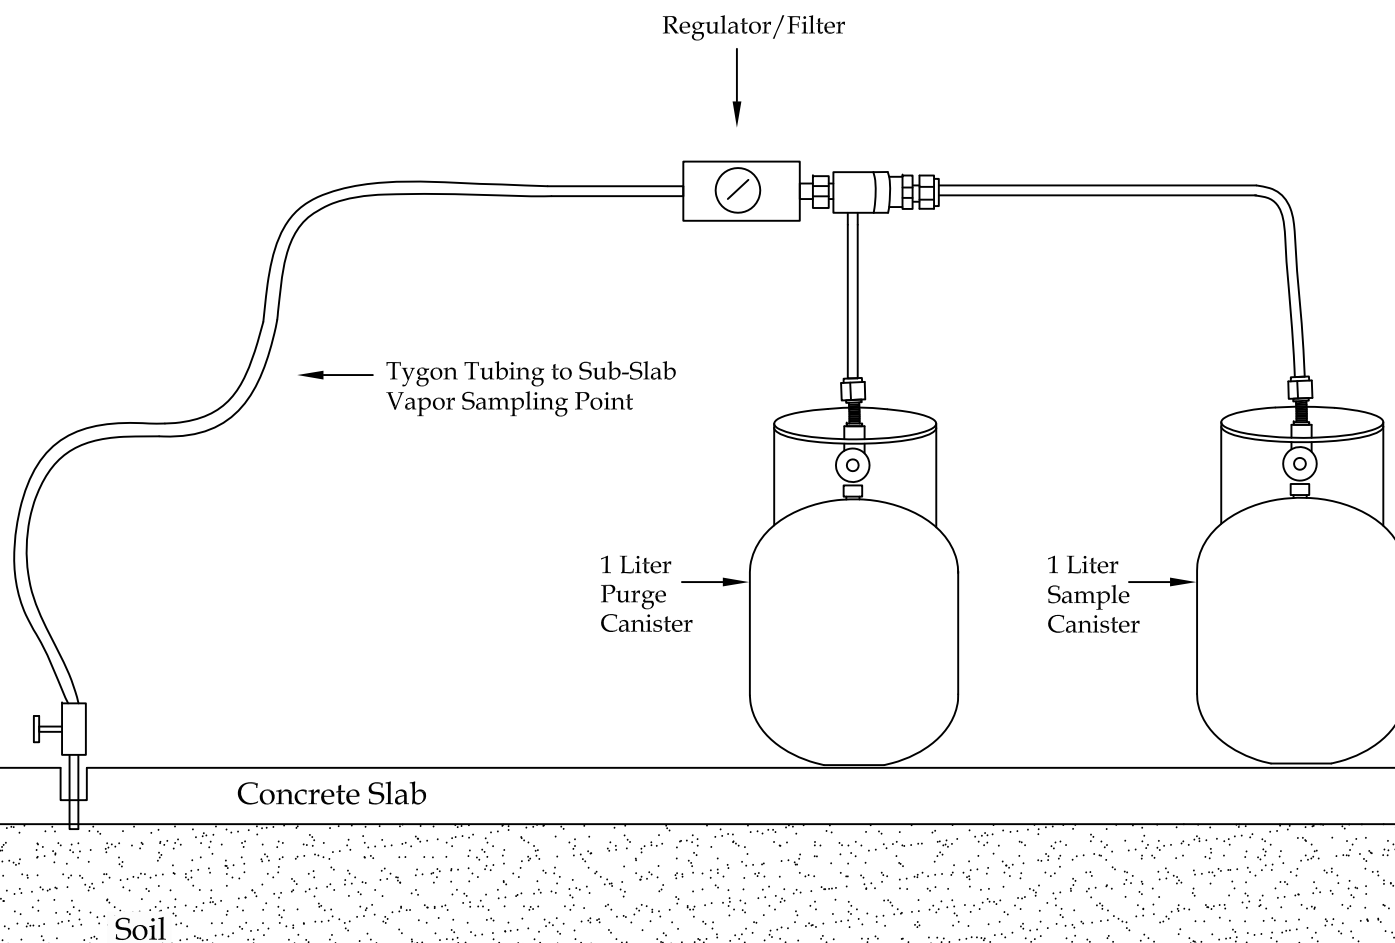 Regulator/Filter
Tygon Tubing to Sub-Slab
Vapor Sampling Point
1 Liter
Purge
Canister
1 Liter
Sample
Canister
Concrete Slab
Soil